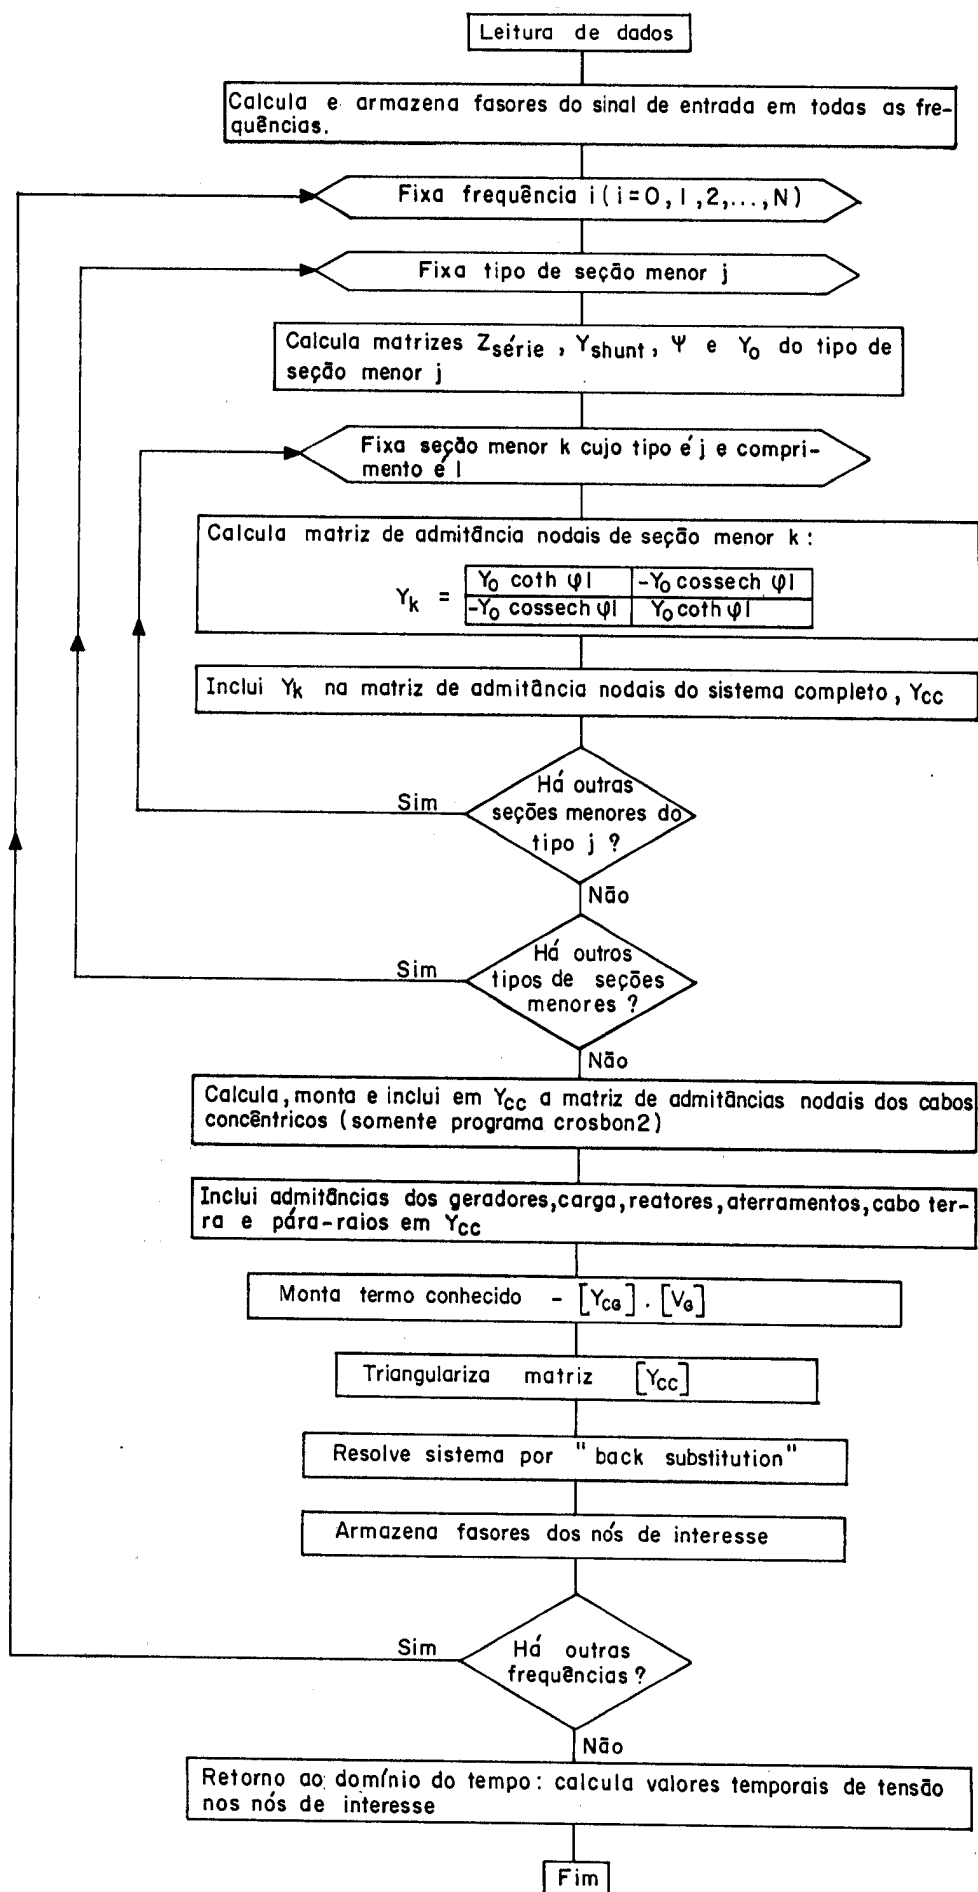 Leitura de dados
Calcula e armazena fasores do sinal de entrada em todas as fre-
quências.
Fixa frequência i (i=0,1,2,...,N)
Fixa tipo de seção menor j
Calcula matrizes Zsérie, Yshunt, Ψ e Y0 do tipo de
seção menor j
Fixa seção menor k cujo tipo é j e compri-
mento é l
Calcula matriz de admitância nodais de seção menor k:
Y0 coth φl -Y0 cossech φl
Yk =
-Y0 cossech φl Y0 coth φl
Inclui Yk na matriz de admitância nodais do sistema completo, Ycc
Há outras
Sim
seções menores do
tipo j ?
Não
Há outros
Sim
tipos de seções
menores ?
Não
Calcula, monta e inclui em Ycc a matriz de admitâncias nodais dos cabos
concêntricos (somente programa crosbon2)
Inclui admitâncias dos geradores, carga, reatores, aterramentos, cabo ter-
ra e pára-raios em Ycc
Monta termo conhecido - [YCG] . [VG]
Triangulariza matriz [Ycc]
Resolve sistema por "back substitution"
Armazena fasores dos nós de interesse
Sim
Há outras
frequências ?
Não
Retorno ao domínio do tempo: calcula valores temporais de tensão
nos nós de interesse
Fim